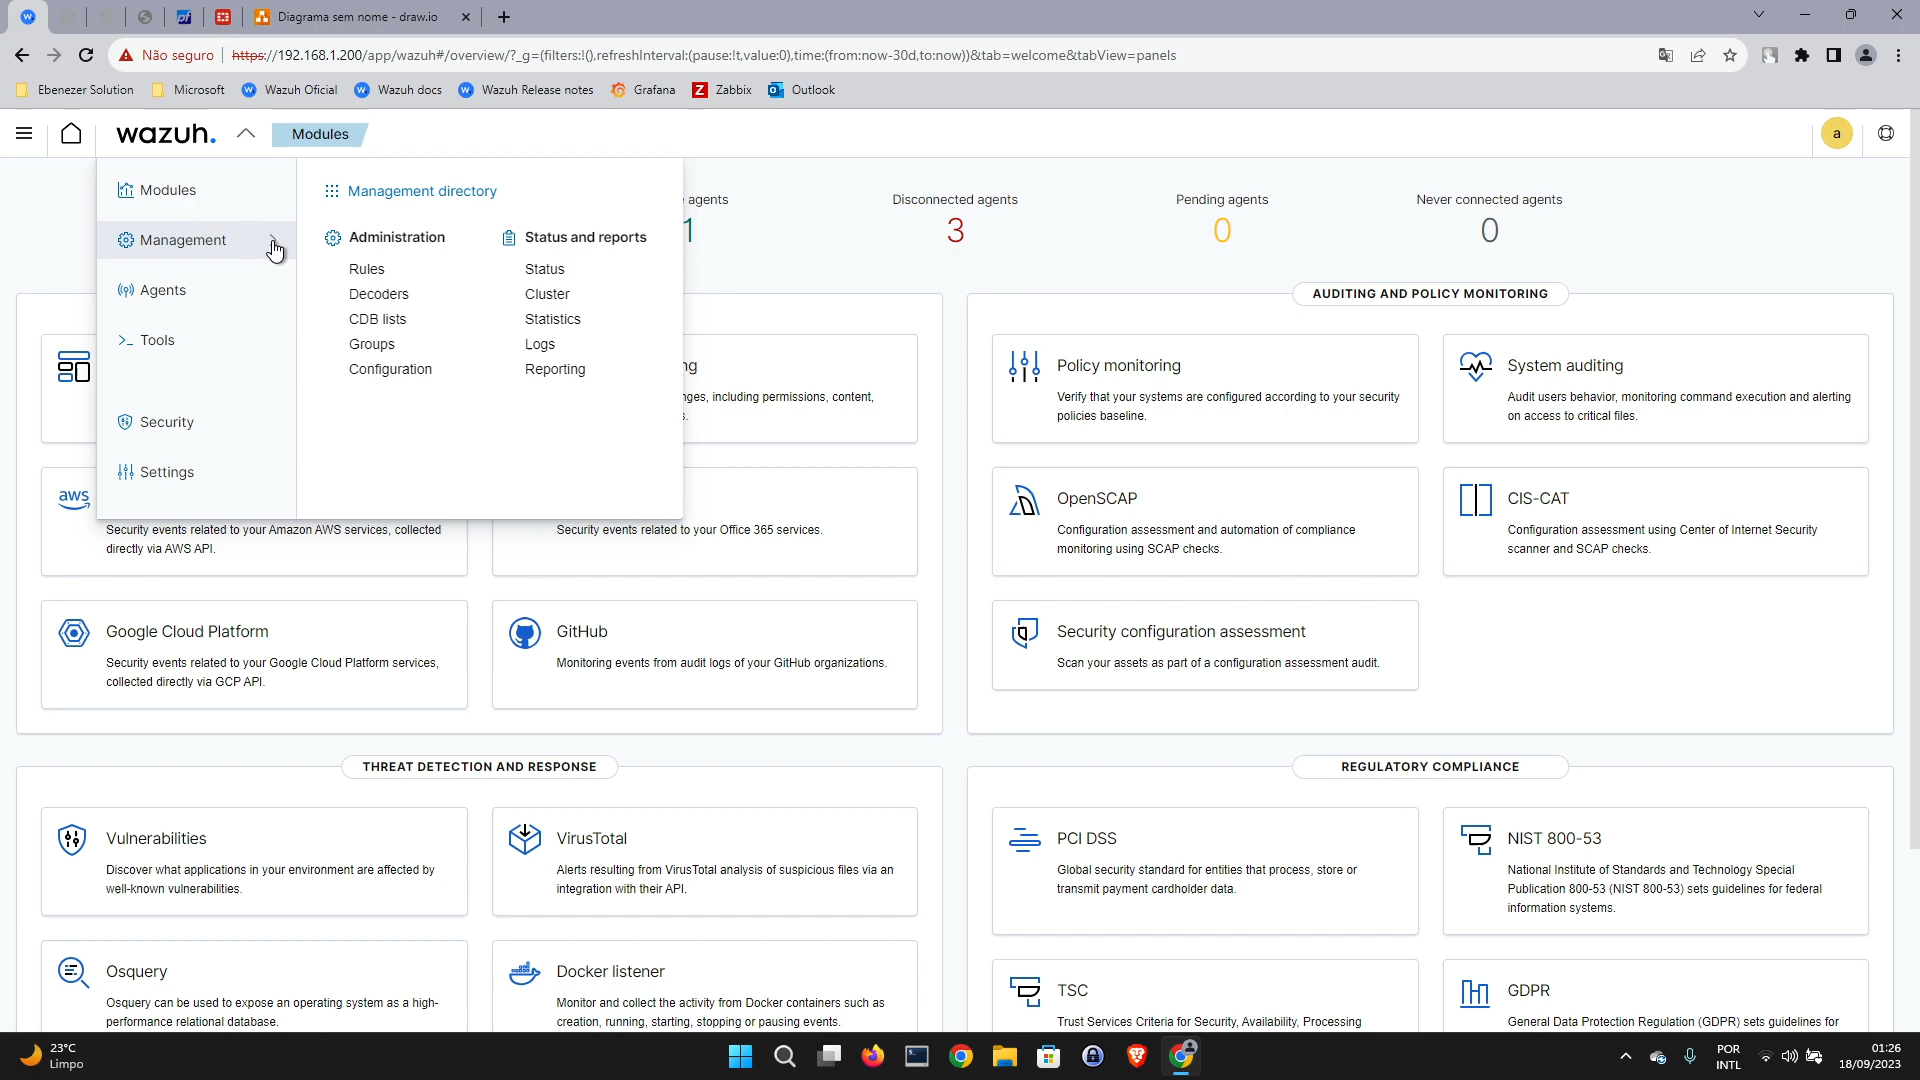 Diagrama sem nome - draw.io
Não seguro
https://192.168.1.200/app/wazuh#/overview/?_g=(filters:!(),refreshInterval:(pause:!t,value:0),time:(from:now-30d,to:now))&tab=welcome&tabView=panels
Ebenezer Solution
Microsoft
Wazuh Oficial
Wazuh docs
Wazuh Release notes
Grafana
Zabbix
Outlook
wazuh.
Modules
a
Modules
Management
Agents
Tools
Security
Settings
Management directory
Administration
Rules
Decoders
CDB lists
Groups
Configuration
Status and reports
Status
Cluster
Statistics
Logs
Reporting
agents
1
Disconnected agents
3
Pending agents
0
Never connected agents
0
ng
nges, including permissions, content,
s.
aws
Security events related to your Amazon AWS services, collected
directly via AWS API.
Security events related to your Office 365 services.
Google Cloud Platform
Security events related to your Google Cloud Platform services,
collected directly via GCP API.
GitHub
Monitoring events from audit logs of your GitHub organizations.
AUDITING AND POLICY MONITORING
Policy monitoring
Verify that your systems are configured according to your security
policies baseline.
System auditing
Audit users behavior, monitoring command execution and alerting
on access to critical files.
OpenSCAP
Configuration assessment and automation of compliance
monitoring using SCAP checks.
CIS-CAT
Configuration assessment using Center of Internet Security
scanner and SCAP checks.
Security configuration assessment
Scan your assets as part of a configuration assessment audit.
THREAT DETECTION AND RESPONSE
Vulnerabilities
Discover what applications in your environment are affected by
well-known vulnerabilities.
VirusTotal
Alerts resulting from VirusTotal analysis of suspicious files via an
integration with their API.
Osquery
Osquery can be used to expose an operating system as a high-
performance relational database.
Docker listener
Monitor and collect the activity from Docker containers such as
creation, running, starting, stopping or pausing events.
REGULATORY COMPLIANCE
PCI DSS
Global security standard for entities that process, store or
transmit payment cardholder data.
NIST 800-53
National Institute of Standards and Technology Special
Publication 800-53 (NIST 800-53) sets guidelines for federal
information systems.
TSC
Trust Services Criteria for Security, Availability, Processing
GDPR
General Data Protection Regulation (GDPR) sets guidelines for
23°C
Limpo
POR
INTL
01:26
18/09/2023